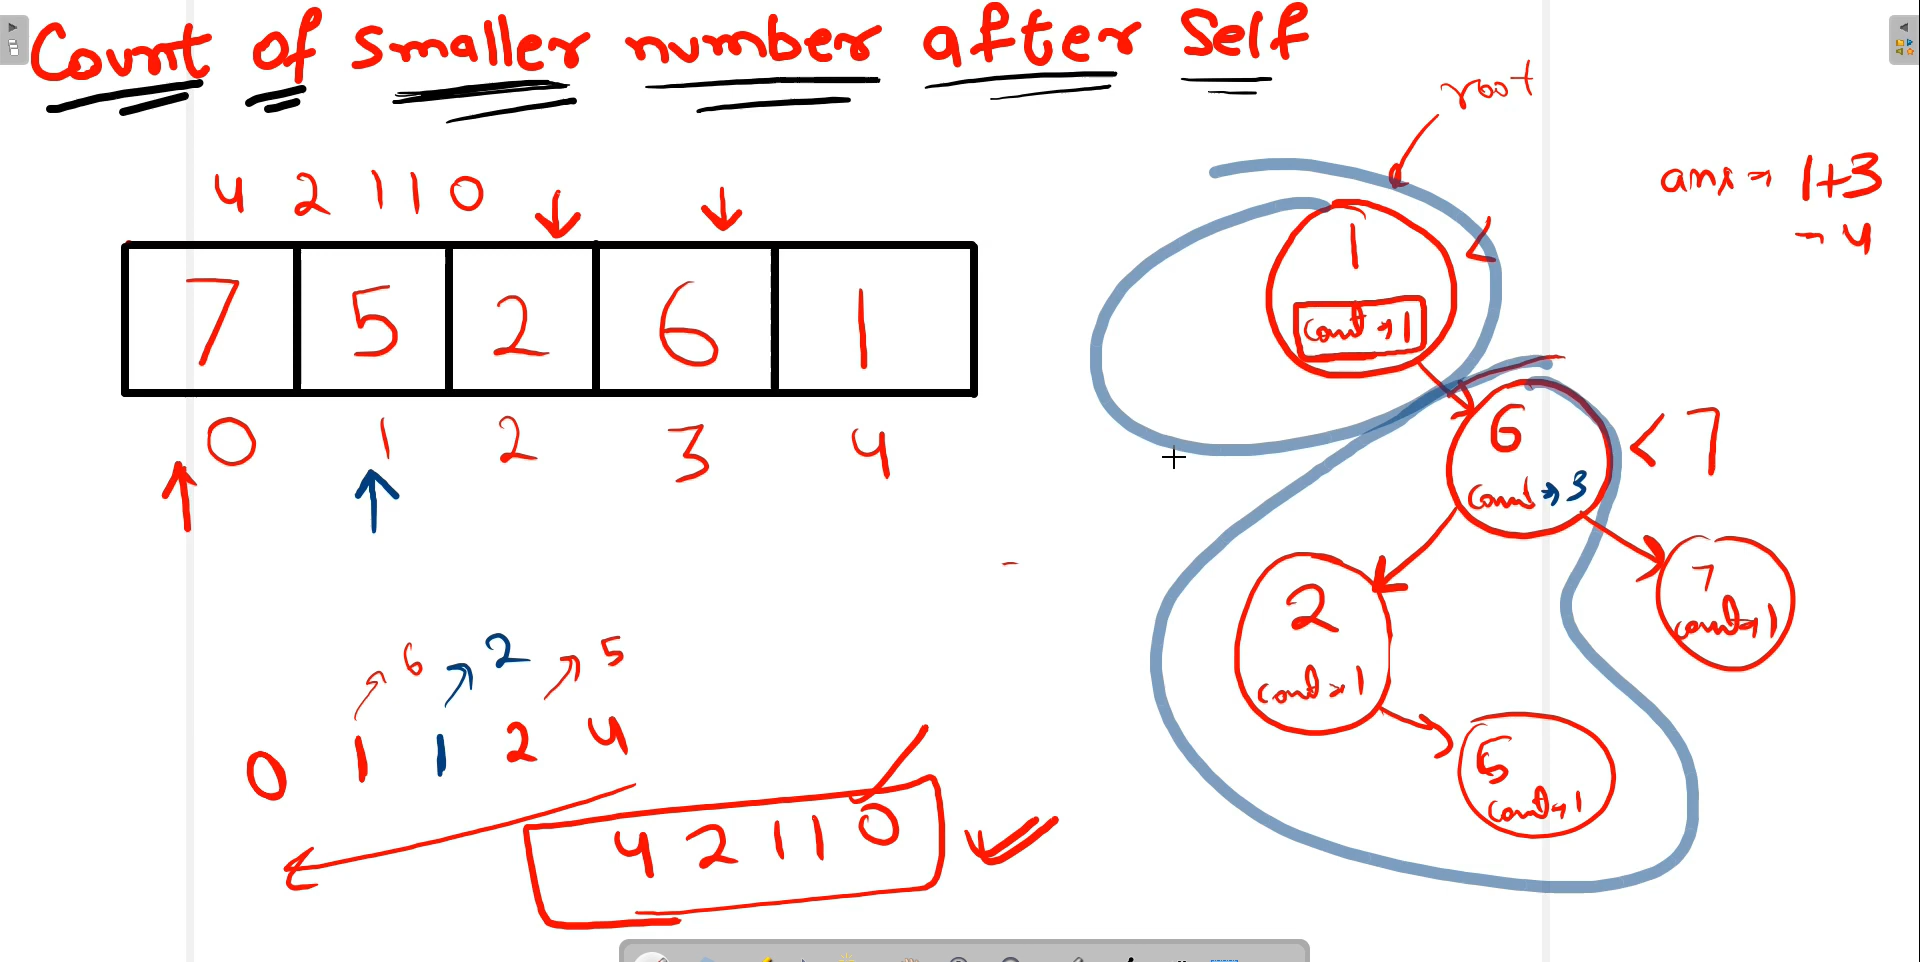 Count of smaller number after Self
root
4 2 1 1 0
ans → 1+3
→ 4
7 5 2 6 1
0 1 2 3 4
1
<
count → 1
6
< 7
count → 3
2
count → 1
7
count → 1
5
count → 1
6 2 5
0 1 1 2 4
4 2 1 1 0